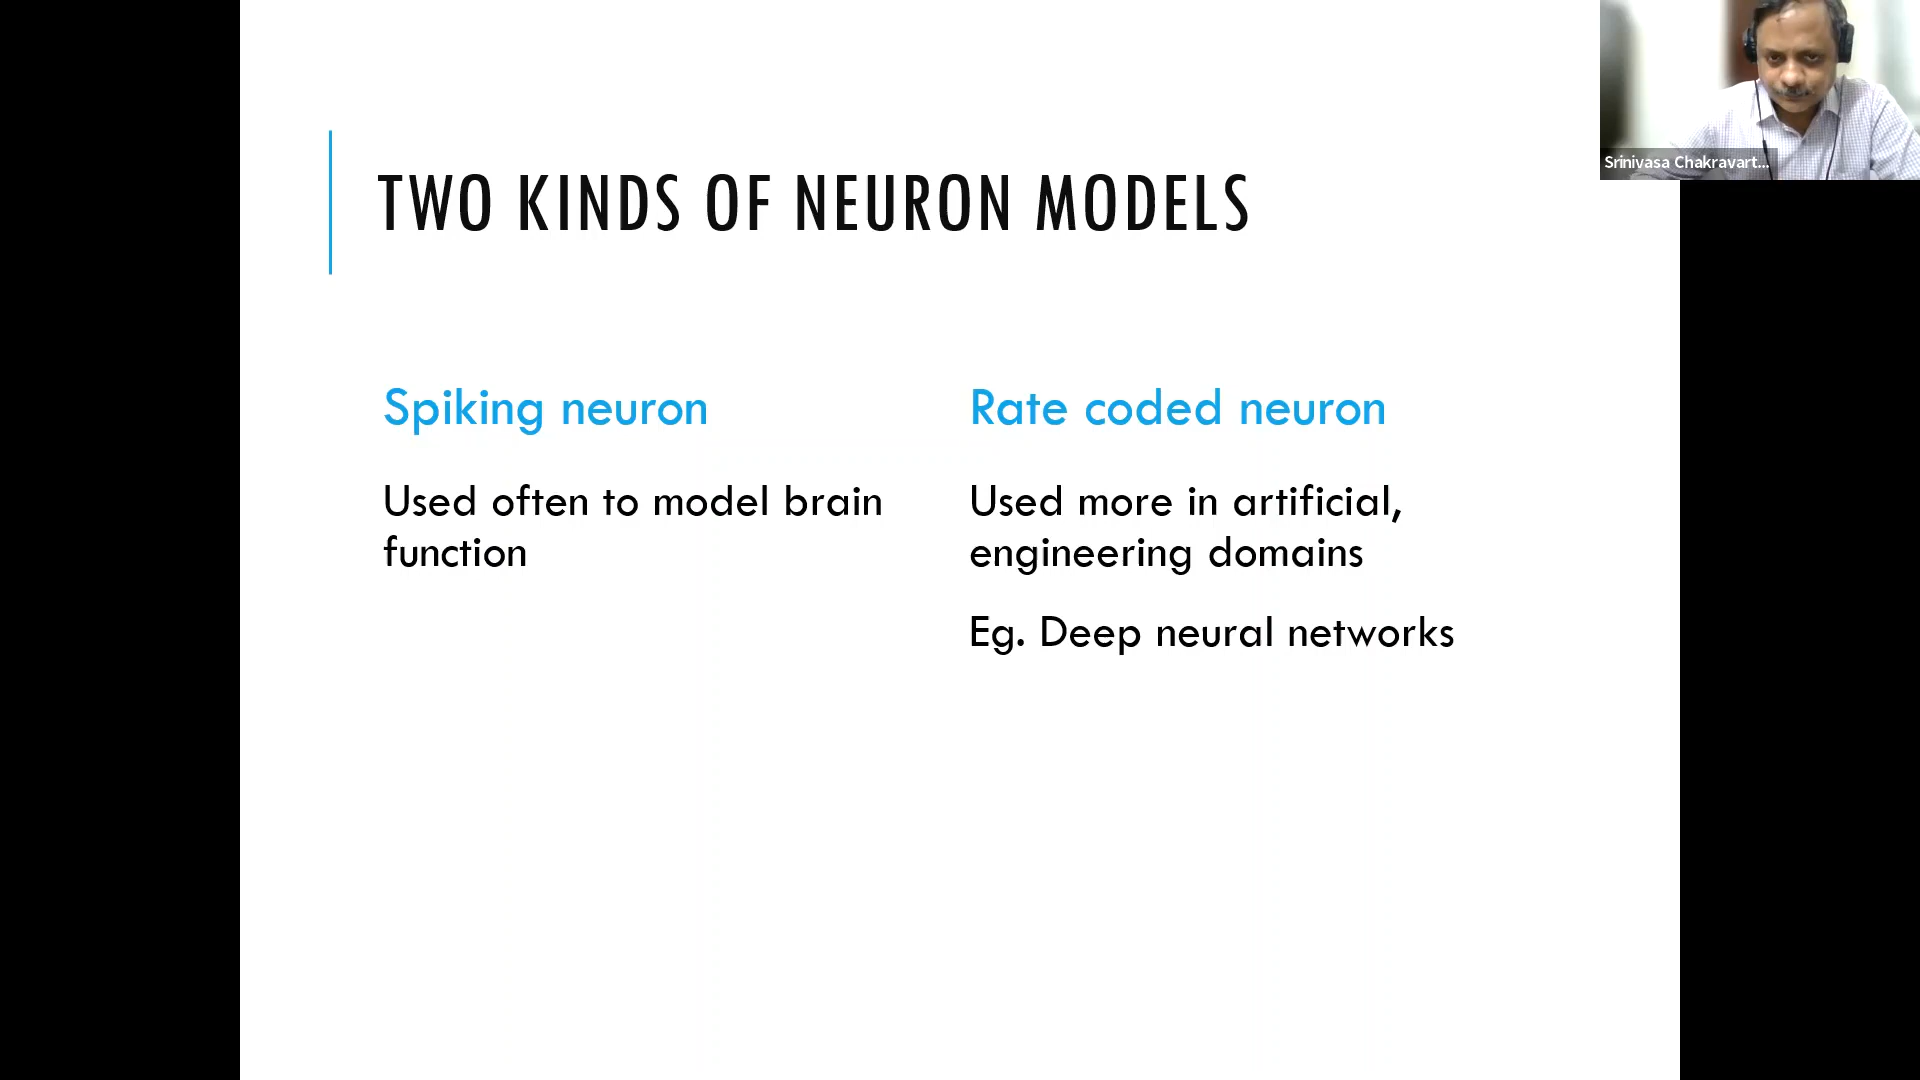 TWO KINDS OF NEURON MODELS
Srinivasa Chakravart...
Spiking neuron
Used often to model brain
function
Rate coded neuron
Used more in artificial,
engineering domains
Eg. Deep neural networks